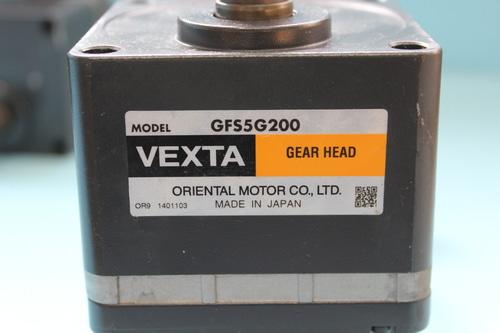 MODEL GFS5G200
VEXTA GEAR HEAD
ORIENTAL MOTOR CO., LTD.
OR9 1401103 MADE IN JAPAN